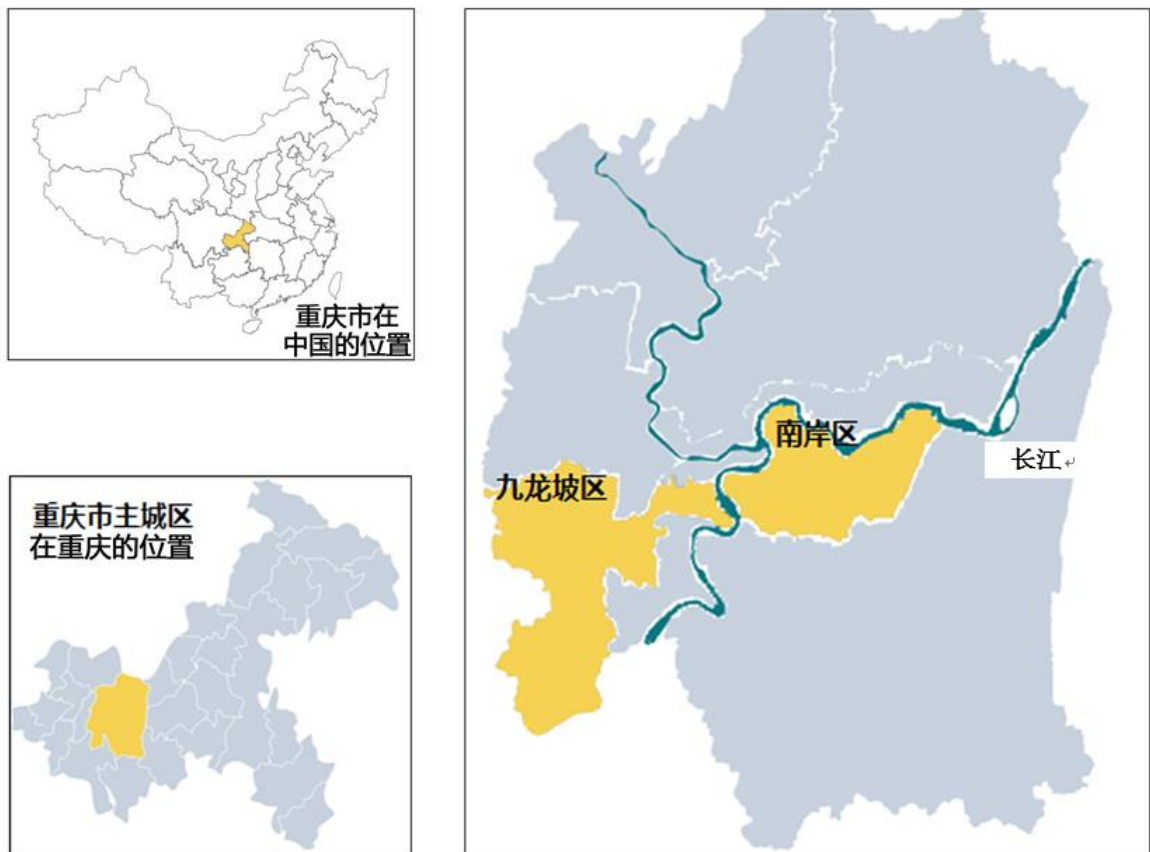 重庆市在
中国的位置
重庆市主城区
在重庆的位置
南岸区
九龙坡区
长江↵